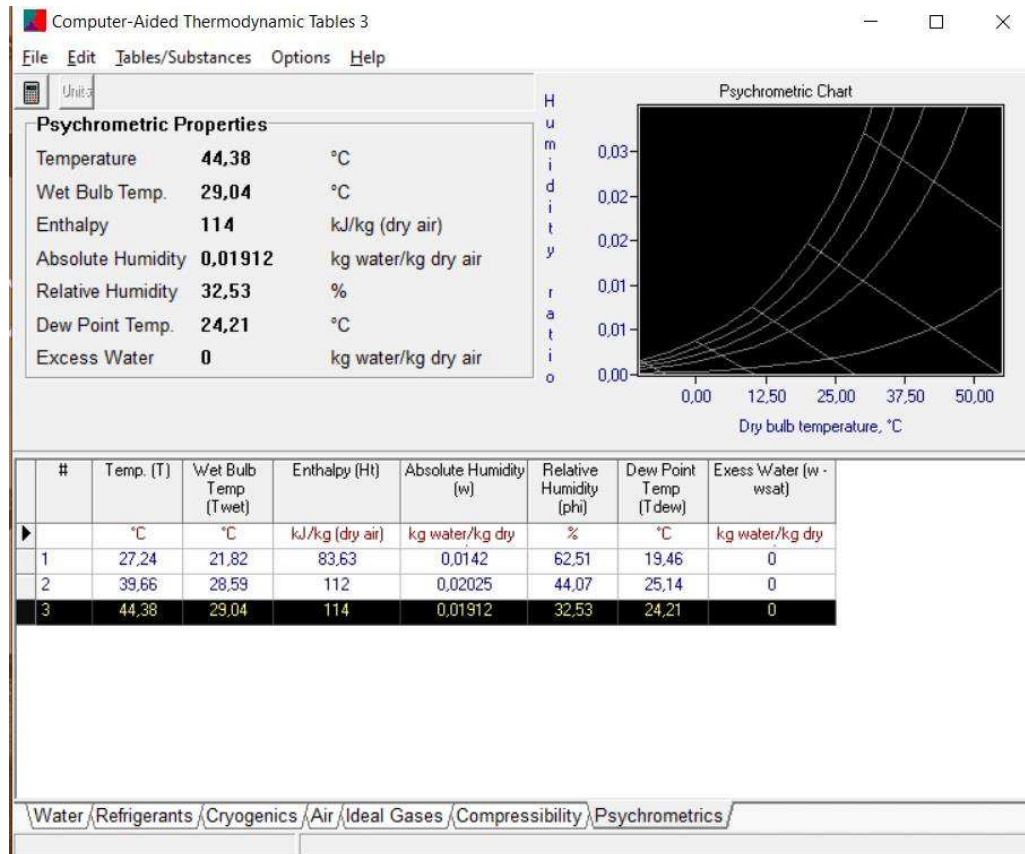 Computer-Aided Thermodynamic Tables 3
File Edit Tables/Substances Options Help
Units
Psychrometric Properties
Temperature 44,38 °C
Wet Bulb Temp. 29,04 °C
Enthalpy 114 kJ/kg (dry air)
Absolute Humidity 0,01912 kg water/kg dry air
Relative Humidity 32,53 %
Dew Point Temp. 24,21 °C
Excess Water 0 kg water/kg dry air
Psychrometric Chart
Humidity ratio
0,03
0,02
0,02
0,01
0,01
0,00
0,00 12,50 25,00 37,50 50,00
Dry bulb temperature, °C
# Temp. (T) Wet Bulb Temp (Twet) Enthalpy (Ht) Absolute Humidity (w) Relative Humidity (phi) Dew Point Temp (Tdew) Exess Water (w - wsat)
°C °C kJ/kg (dry air) kg water/kg dry % °C kg water/kg dry
1 27,24 21,82 83,63 0,0142 62,51 19,46 0
2 39,66 28,59 112 0,02025 44,07 25,14 0
3 44,38 29,04 114 0,01912 32,53 24,21 0
Water Refrigerants Cryogenics Air Ideal Gases Compressibility Psychrometrics